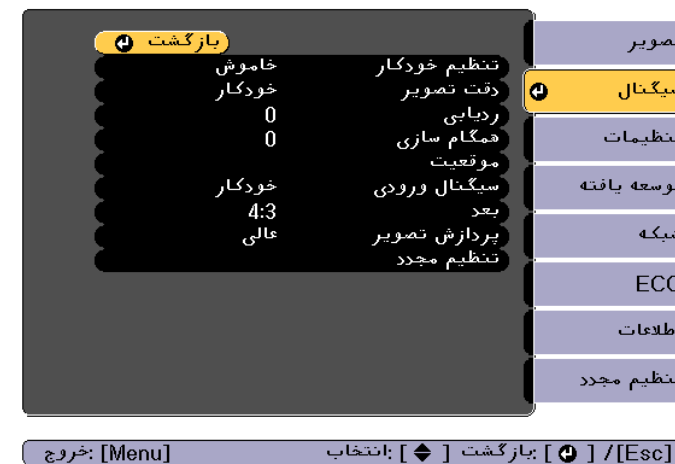 بازگشت
تنظیم خودکار خاموش
دقت تصویر خودکار
ردیابی 0
همگام سازی 0
موقعیت
سیگنال ورودی خودکار
بعد 4:3
پردازش تصویر عالی
تنظیم مجدد
تصویر
سیگنال
تنظیمات
توسعه یافته
شبکه
ECO
اطلاعات
تنظیم مجدد
[Esc]/[ ] :بازگشت [ ] :انتخاب [Menu] :خروج